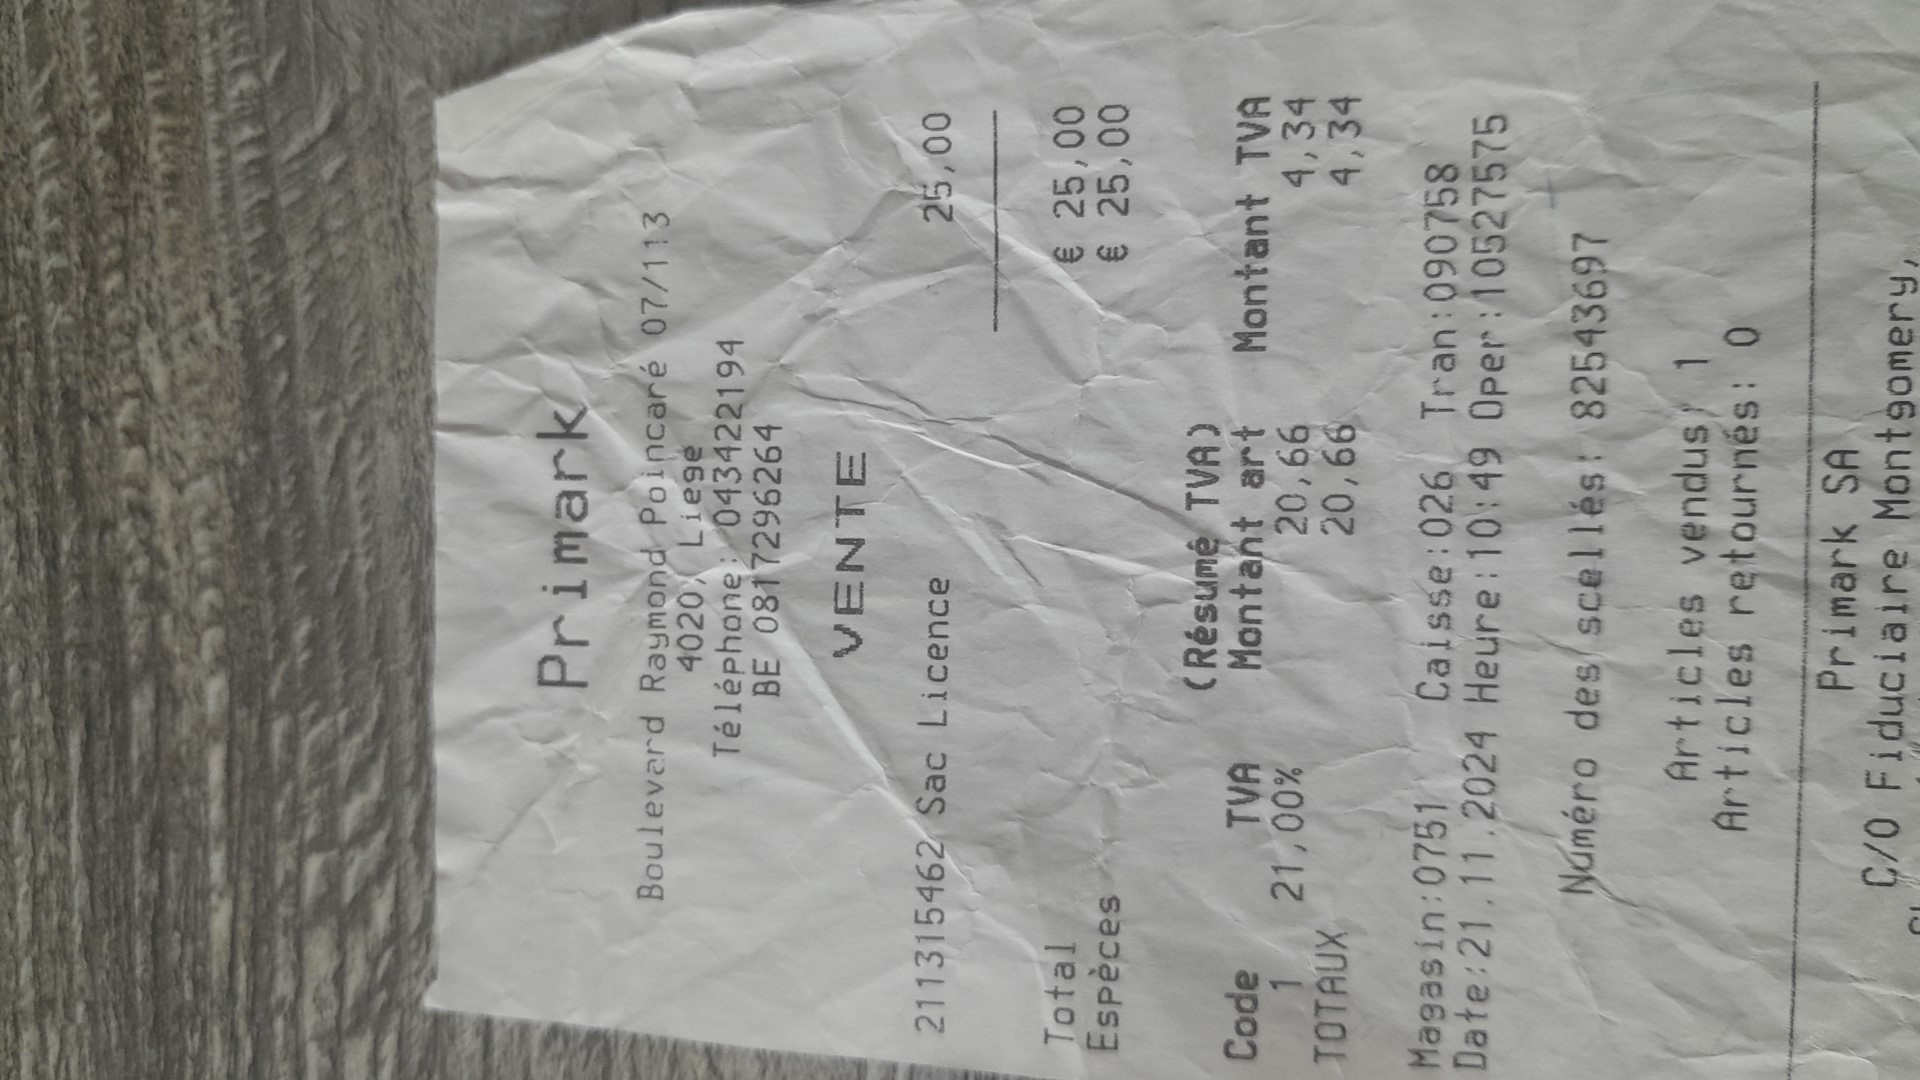 Primark
Boulevard Raymond Poincaré 07/113
4020, Liege
Téléphone: 043422194
BE 0817296264
VENTE
211315462 Sac Licence 25,00
Total € 25,00
Espèces € 25,00
(Résumé TVA)
Code TVA Montant art Montant TVA
1 21,00% 20,66 4,34
TOTAUX 20,66 4,34
Magasin:0751 Caisse:026 Tran:090758
Date:21.11.2024 Heure:10:49 Oper:1052757​5
Numéro des scellés: 82543697
Articles vendus: 1
Articles retournés: 0
Primark SA
C/O Fiduciaire Montgomery,